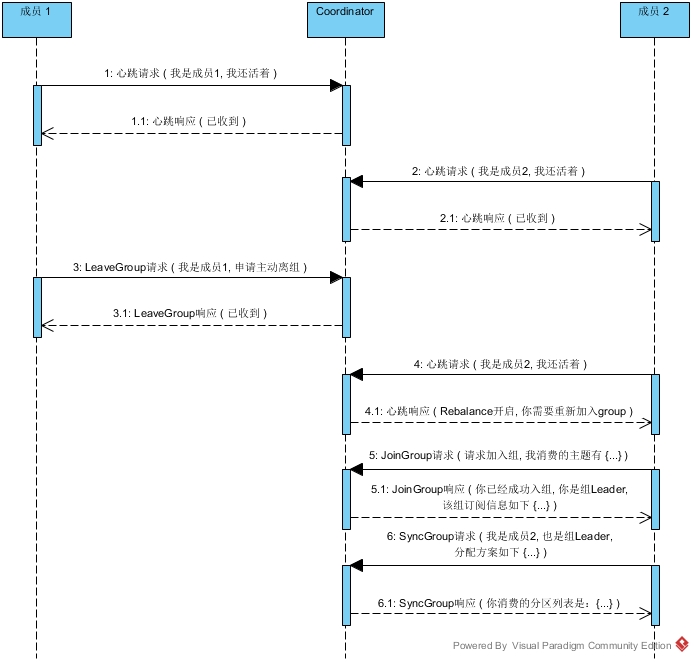 成员 1
Coordinator
成员 2
1: 心跳请求 ( 我是成员1, 我还活着 )
1.1: 心跳响应 ( 已收到 )
2: 心跳请求 ( 我是成员2, 我还活着 )
2.1: 心跳响应 ( 已收到 )
3: LeaveGroup请求 ( 我是成员1, 申请主动离组 )
3.1: LeaveGroup响应 ( 已收到 )
4: 心跳请求 ( 我是成员2, 我还活着 )
4.1: 心跳响应 ( Rebalance开启, 你需要重新加入group )
5: JoinGroup请求 ( 请求加入组, 我消费的主题有 {...} )
5.1: JoinGroup响应 ( 你已经成功入组, 你是组Leader,
该组订阅信息如下 {...} )
6: SyncGroup请求 ( 我是成员2, 也是组Leader,
分配方案如下 {...} )
6.1: SyncGroup响应 ( 你消费的分区列表是：{...} )
Powered By Visual Paradigm Community Edition